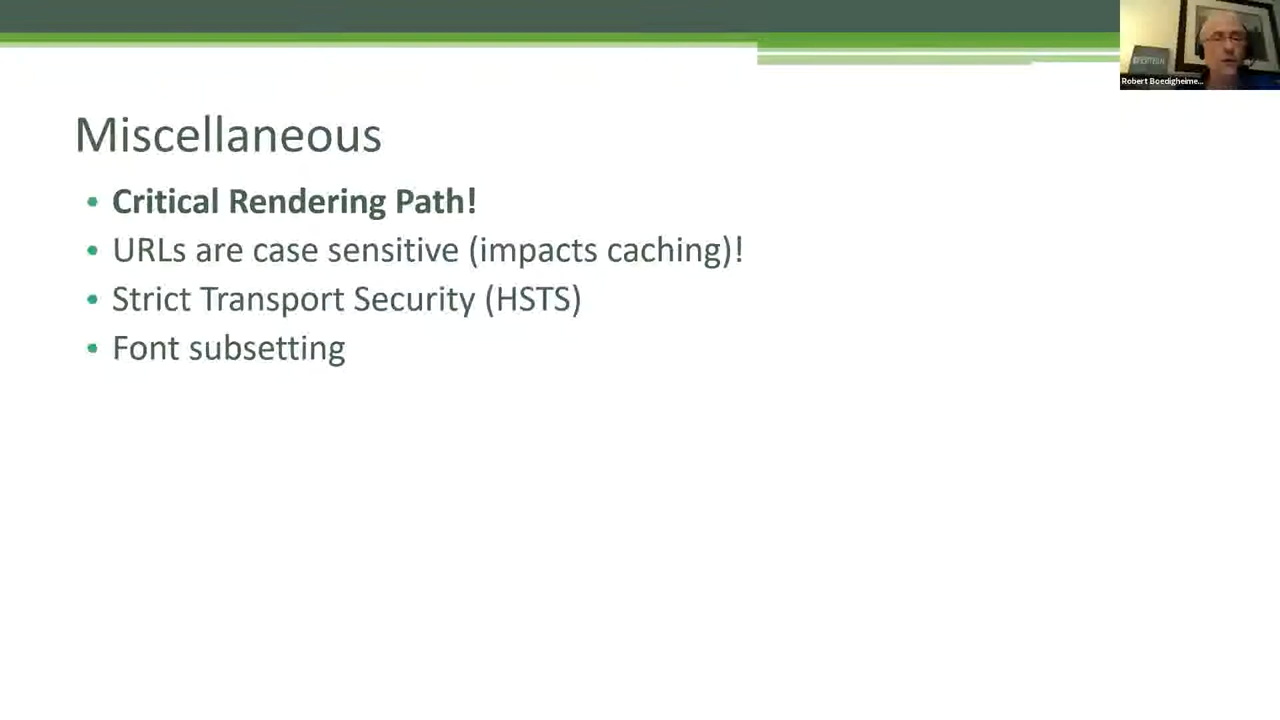 Robert Boedigheime...
Miscellaneous
• Critical Rendering Path!
• URLs are case sensitive (impacts caching)!
• Strict Transport Security (HSTS)
• Font subsetting